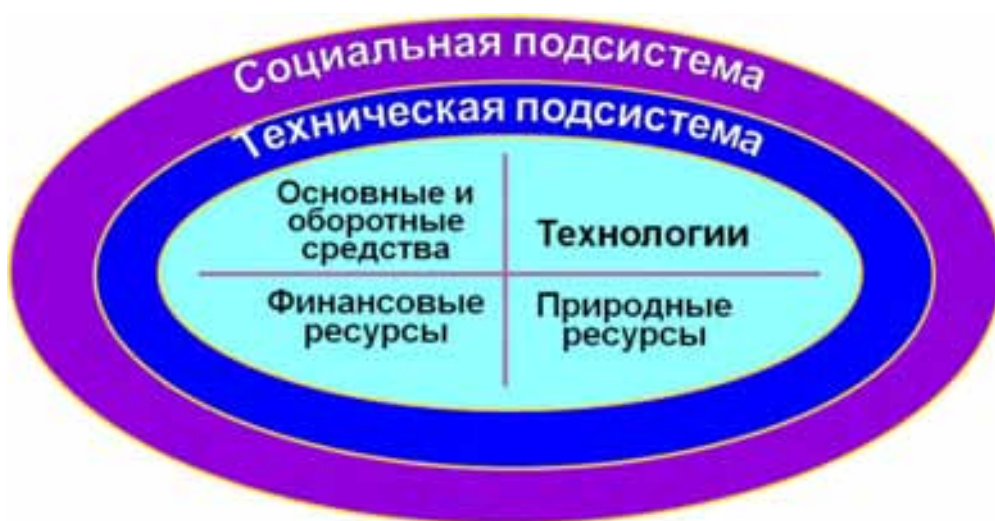 Социальная подсистема
Техническая подсистема
Основные и
оборотные
средства
Технологии
Финансовые
ресурсы
Природные
ресурсы